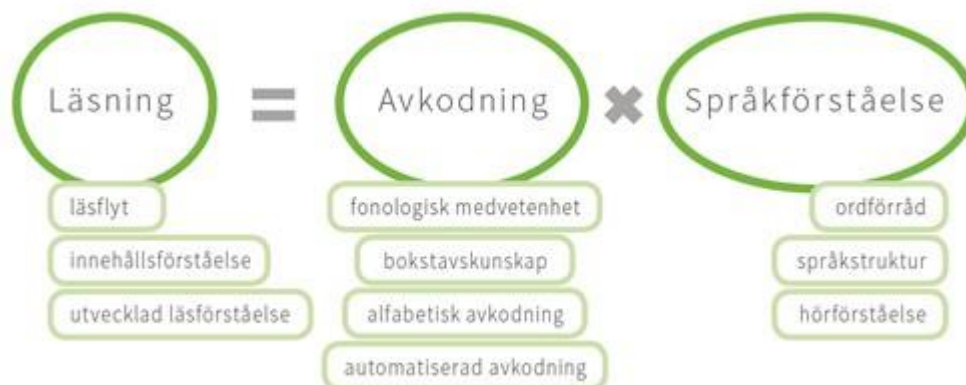 Läsning = Avkodning × Språkförståelse
läsflyt
innehållsförståelse
utvecklad läsförståelse
fonologisk medvetenhet
bokstavskunskap
alfabetisk avkodning
automatiserad avkodning
ordförråd
språkstruktur
hörförståelse